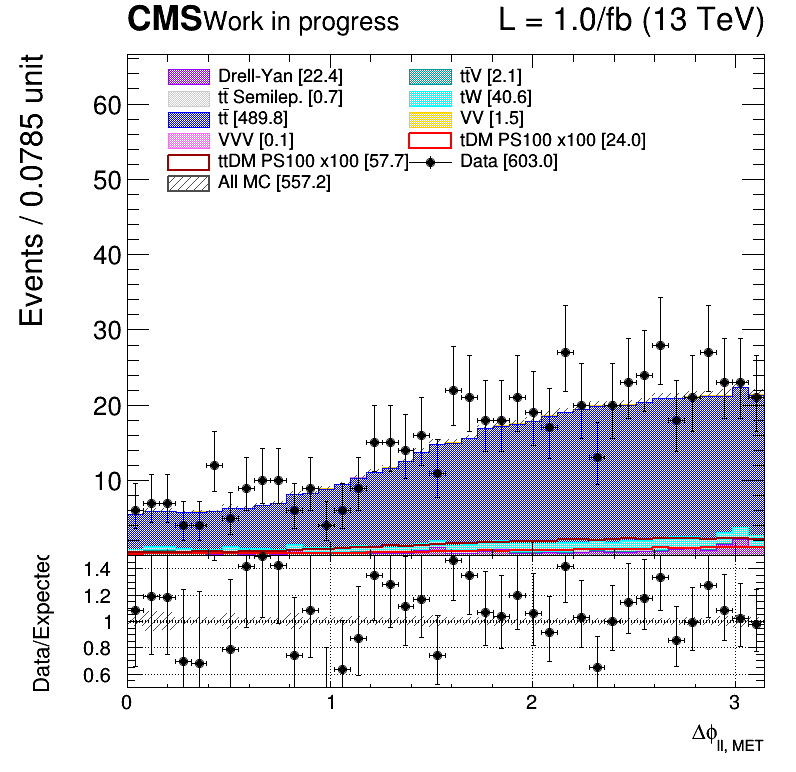 CMS Work in progress L = 1.0/fb (13 TeV)
Events / 0.0785 unit
Drell-Yan [22.4] tt̄V [2.1]
tt̄ Semilep. [0.7] tW [40.6]
tt̄ [489.8] VV [1.5]
VVV [0.1] tDM PS100 x100 [24.0]
ttDM PS100 x100 [57.7] Data [603.0]
All MC [557.2]
60
50
40
30
20
10
Data/Expected
1.4
1.2
1
0.8
0.6
0 1 2 3
Δϕ_ll, MET